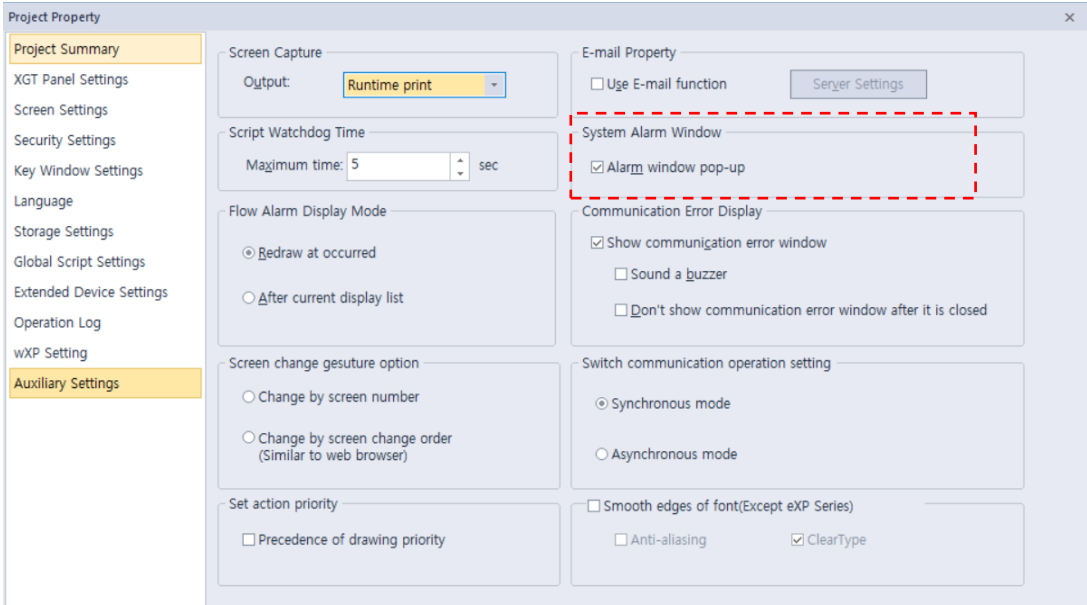 Project Property
Project Summary
XGT Panel Settings
Screen Settings
Security Settings
Key Window Settings
Language
Storage Settings
Global Script Settings
Extended Device Settings
Operation Log
wXP Setting
Auxiliary Settings
Screen Capture
Output: Runtime print
Script Watchdog Time
Maximum time: 5 sec
Flow Alarm Display Mode
Redraw at occurred
After current display list
Screen change gesuture option
Change by screen number
Change by screen change order
(Similar to web browser)
Set action priority
Precedence of drawing priority
E-mail Property
Use E-mail function Server Settings
System Alarm Window
Alarm window pop-up
Communication Error Display
Show communication error window
Sound a buzzer
Don't show communication error window after it is closed
Switch communication operation setting
Synchronous mode
Asynchronous mode
Smooth edges of font(Except eXP Series)
Anti-aliasing ClearType